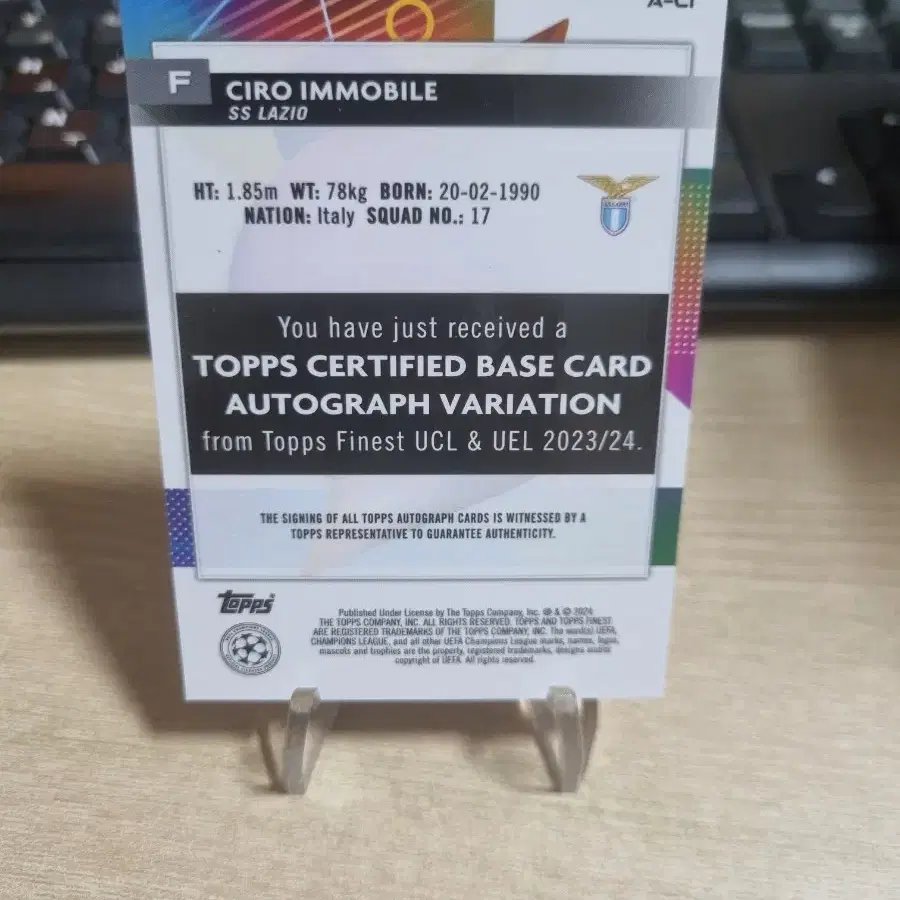 A-CI
F
CIRO IMMOBILE
SS LAZIO
HT: 1.85m WT: 78kg BORN: 20-02-1990
NATION: Italy SQUAD NO.: 17
You have just received a
TOPPS CERTIFIED BASE CARD
AUTOGRAPH VARIATION
from Topps Finest UCL & UEL 2023/24.
THE SIGNING OF ALL TOPPS AUTOGRAPH CARDS IS WITNESSED BY A
TOPPS REPRESENTATIVE TO GUARANTEE AUTHENTICITY.
Topps
Published Under License by The Topps Company, Inc. ® & © 2024
THE TOPPS COMPANY, INC. ALL RIGHTS RESERVED. TOPPS AND TOPPS FINEST
ARE REGISTERED TRADEMARKS OF THE TOPPS COMPANY, INC. The word(s) UEFA,
CHAMPIONS LEAGUE, and all other UEFA Champions League marks, names, logos,
mascots and trophies are the property, registered trademarks, designs and/or
copyright of UEFA. All rights reserved.